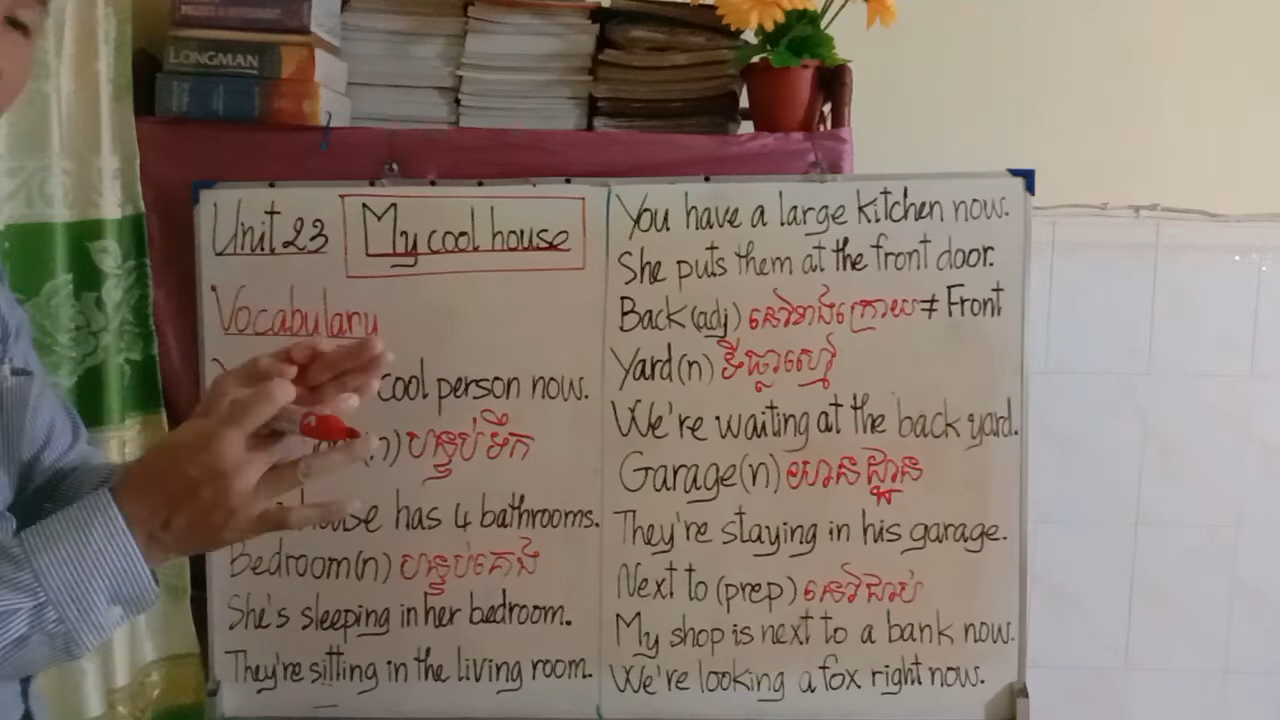 LONGMAN
Unit 23 My cool house
Vocabulary
cool person now.
(n) បន្ទប់ទឹក
house has 4 bathrooms.
Bedroom(n) បន្ទប់គេង
She's sleeping in her bedroom.
They're sitting in the living room.
You have a large kitchen now.
She puts them at the front door.
Back(adj) នៅខាងក្រោយ ≠ Front
Yard(n) ទីធ្លាស្មៅ
We're waiting at the back yard.
Garage(n) យានដ្ឋាន
They're staying in his garage.
Next to (prep) នៅជាប់
My shop is next to a bank now.
We're looking a fox right now.